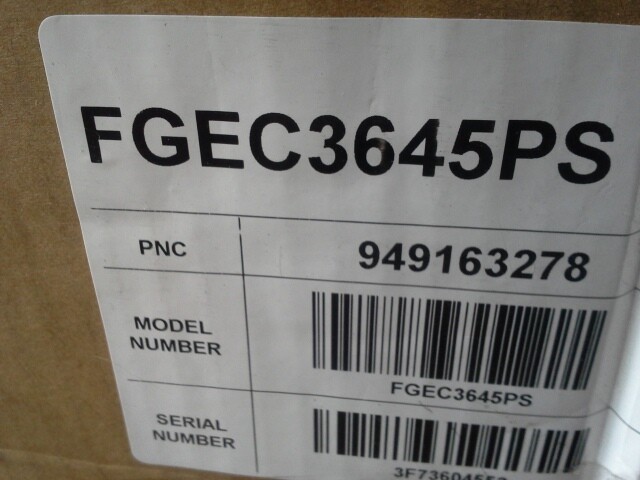 FGEC3645PS
PNC 949163278
MODEL NUMBER
FGEC3645PS
SERIAL NUMBER